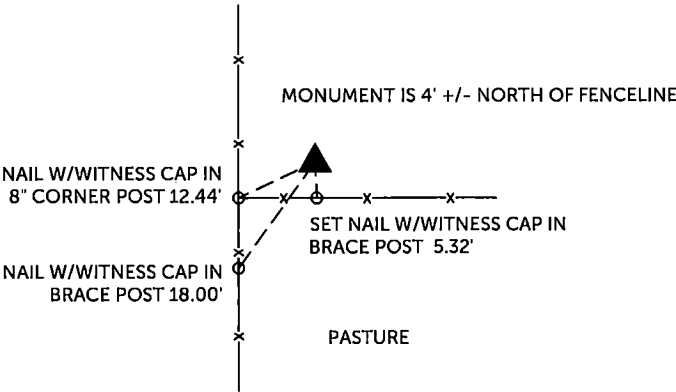 MONUMENT IS 4' +/- NORTH OF FENCELINE
NAIL W/WITNESS CAP IN
8" CORNER POST 12.44'
SET NAIL W/WITNESS CAP IN
BRACE POST 5.32'
NAIL W/WITNESS CAP IN
BRACE POST 18.00'
PASTURE